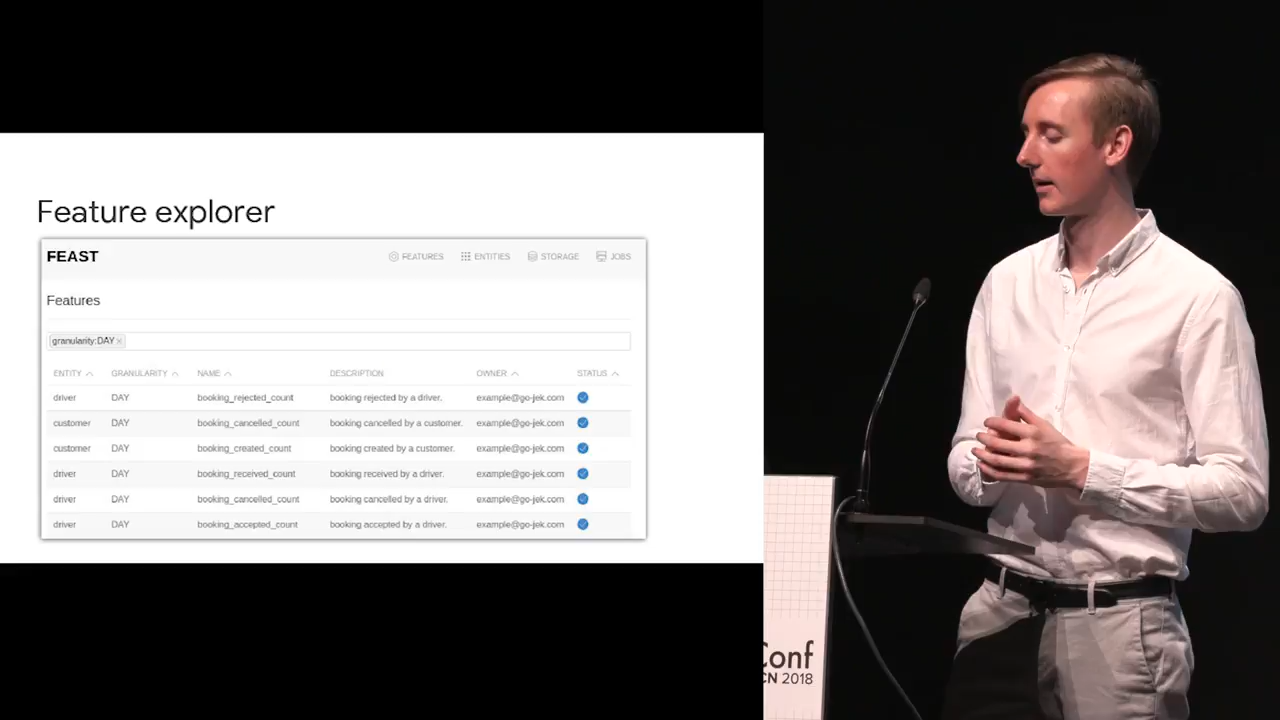 Feature explorer
FEAST
FEATURES ENTITIES STORAGE JOBS
Features
granularity:DAY ×
ENTITY GRANULARITY NAME DESCRIPTION OWNER STATUS
driver DAY booking_rejected_count booking rejected by a driver. example@go-jek.com
customer DAY booking_cancelled_count booking cancelled by a customer. example@go-jek.com
customer DAY booking_created_count booking created by a customer. example@go-jek.com
driver DAY booking_received_count booking received by a driver. example@go-jek.com
driver DAY booking_cancelled_count booking cancelled by a driver. example@go-jek.com
driver DAY booking_accepted_count booking accepted by a driver. example@go-jek.com
Conf
CN 2018